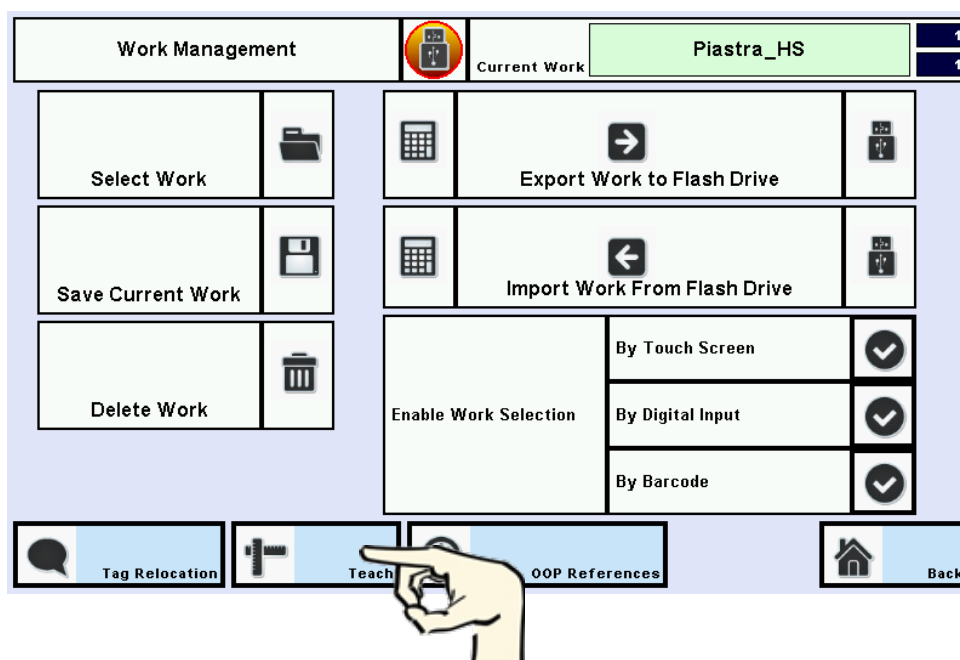 Work Management
Current Work
Piastra_HS
Select Work
Export Work to Flash Drive
Save Current Work
Import Work From Flash Drive
Delete Work
Enable Work Selection
By Touch Screen
By Digital Input
By Barcode
Tag Relocation
Teach
OOP References
Back